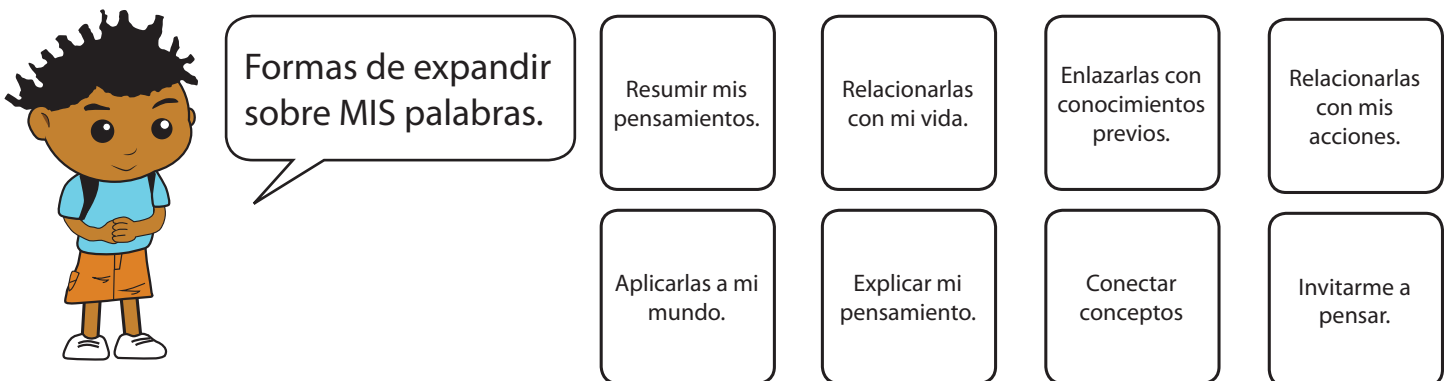 Formas de expandir
sobre MIS palabras.
Resumir mis
pensamientos.
Relacionarlas
con mi vida.
Enlazarlas con
conocimientos
previos.
Relacionarlas
con mis
acciones.
Aplicarlas a mi
mundo.
Explicar mi
pensamiento.
Conectar
conceptos
Invitarme a
pensar.